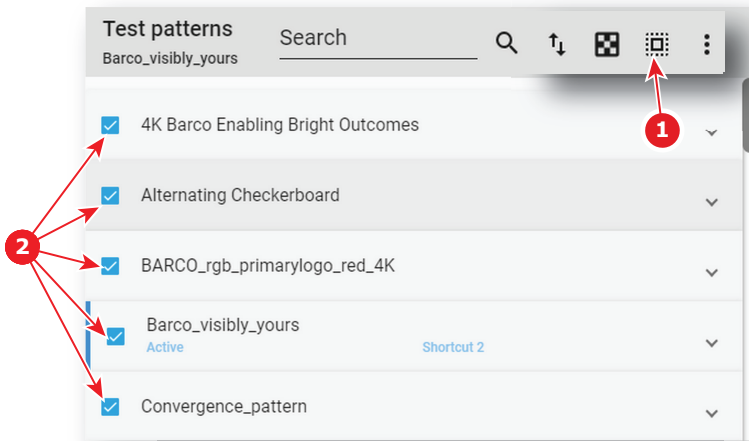 Test patterns
Search
Barco_visibly_yours
1
4K Barco Enabling Bright Outcomes
Alternating Checkerboard
2
BARCO_rgb_primarylogo_red_4K
Barco_visibly_yours
Active Shortcut 2
Convergence_pattern